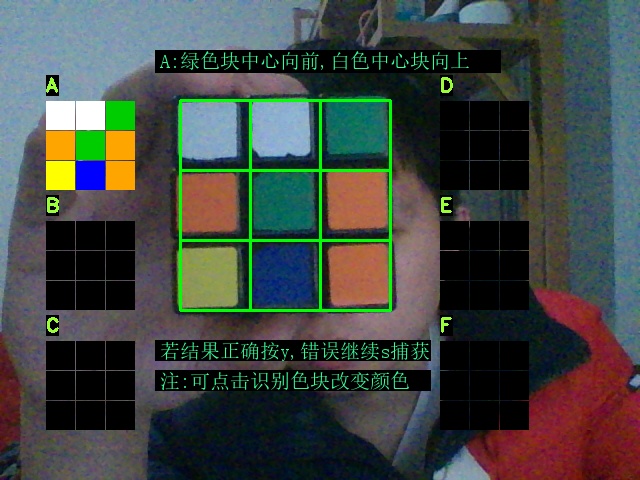 A:绿色块中心向前,白色中心块向上
A
D
B
E
C
F
若结果正确按y,错误继续s捕获
注:可点击识别色块改变颜色